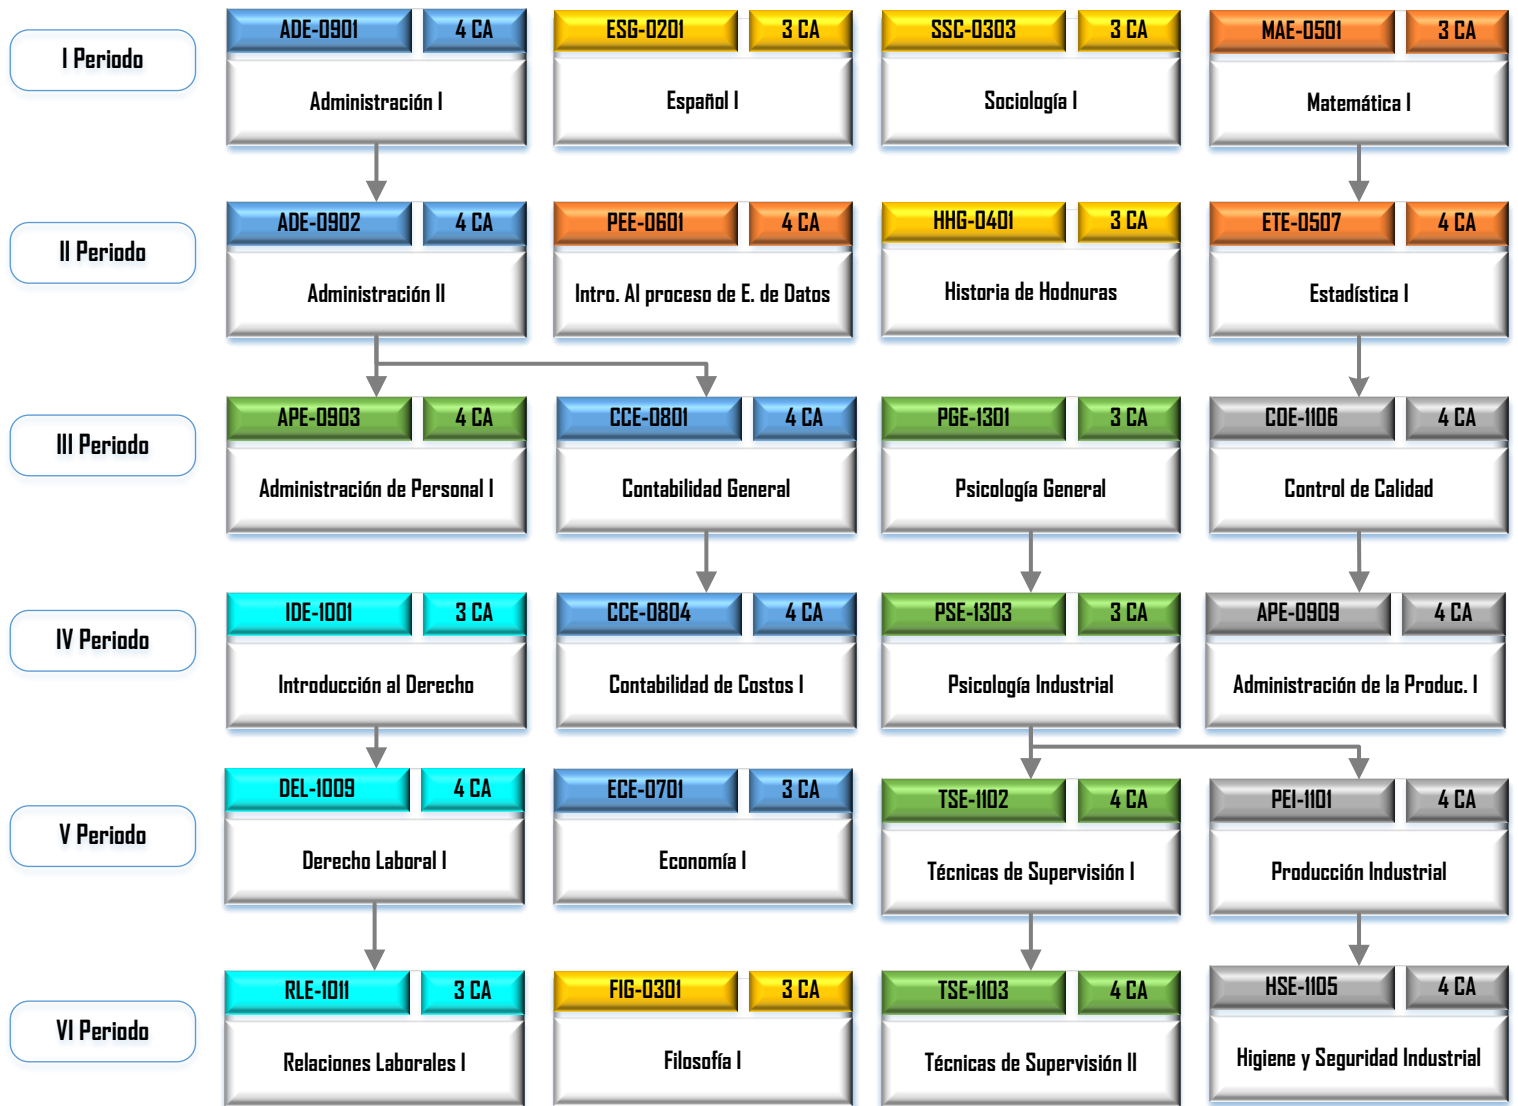 I Periodo
ADE-0901 4 CA
Administración I
ESG-0201 3 CA
Español I
SSC-0303 3 CA
Sociología I
MAE-0501 3 CA
Matemática I
II Periodo
ADE-0902 4 CA
Administración II
PEE-0601 4 CA
Intro. Al proceso de E. de Datos
HHG-0401 3 CA
Historia de Hodnuras
ETE-0507 4 CA
Estadística I
III Periodo
APE-0903 4 CA
Administración de Personal I
CCE-0801 4 CA
Contabilidad General
PGE-1301 3 CA
Psicología General
COE-1106 4 CA
Control de Calidad
IV Periodo
IDE-1001 3 CA
Introducción al Derecho
CCE-0804 4 CA
Contabilidad de Costos I
PSE-1303 3 CA
Psicología Industrial
APE-0909 4 CA
Administración de la Produc. I
V Periodo
DEL-1009 4 CA
Derecho Laboral I
ECE-0701 3 CA
Economía I
TSE-1102 4 CA
Técnicas de Supervisión I
PEI-1101 4 CA
Producción Industrial
VI Periodo
RLE-1011 3 CA
Relaciones Laborales I
FIG-0301 3 CA
Filosofía I
TSE-1103 4 CA
Técnicas de Supervisión II
HSE-1105 4 CA
Higiene y Seguridad Industrial